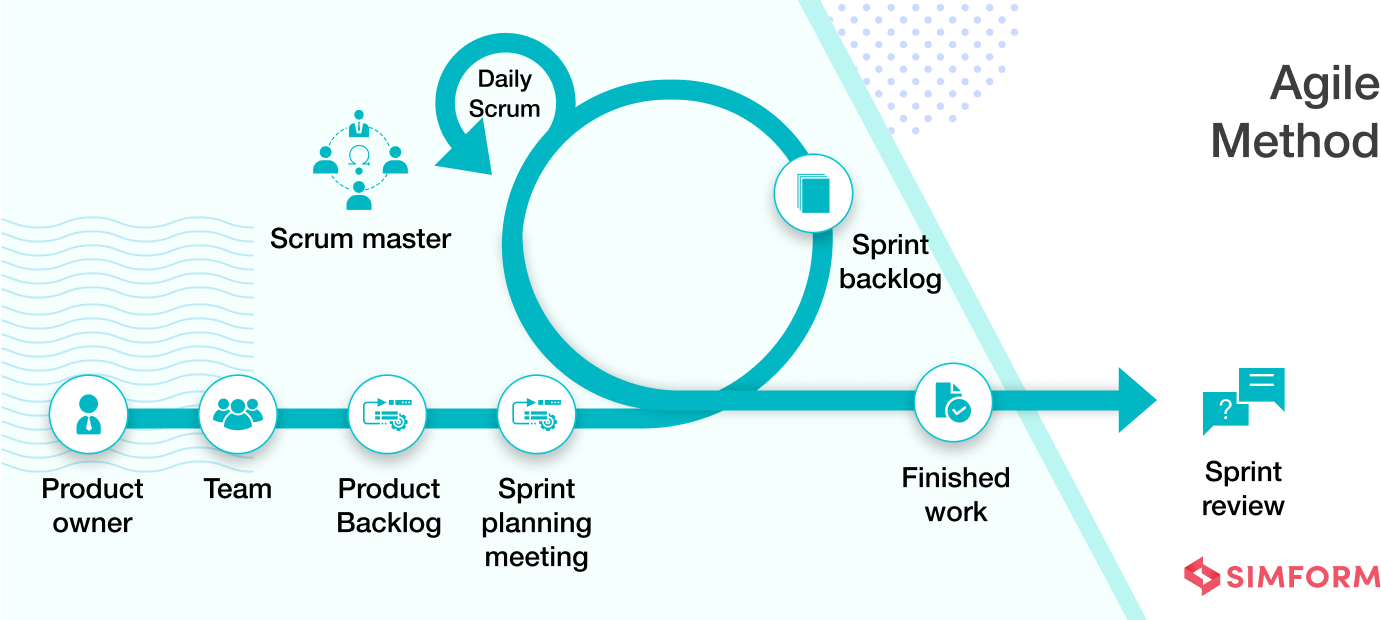 Agile
Method
Daily
Scrum
Scrum master
Sprint
backlog
Product
owner
Team
Product
Backlog
Sprint
planning
meeting
Finished
work
?
Sprint
review
SIMFORM